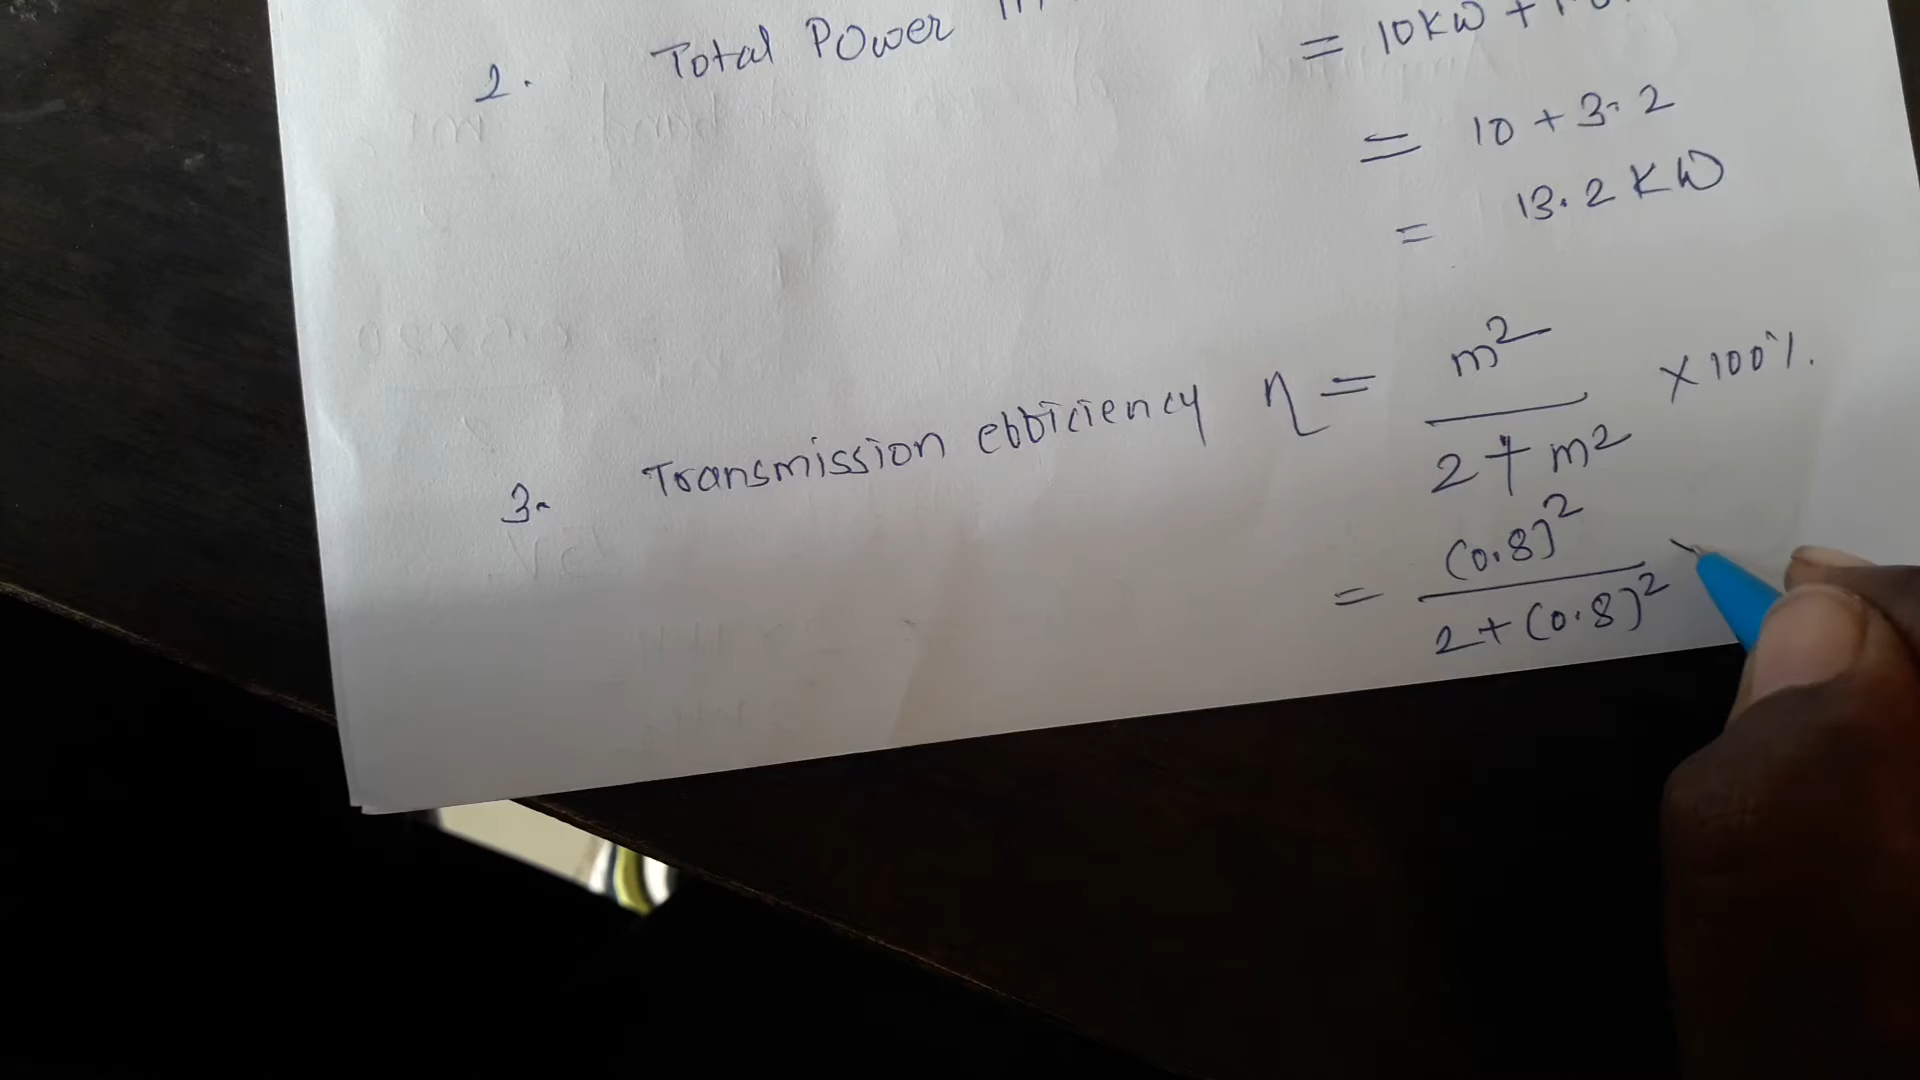 2. Total Power
= 10KW +
= 10 + 3.2
= 13.2 KW
3. Transmission efficiency η = m² / 2 + m² × 100%.
= (0.8)² / 2 + (0.8)²